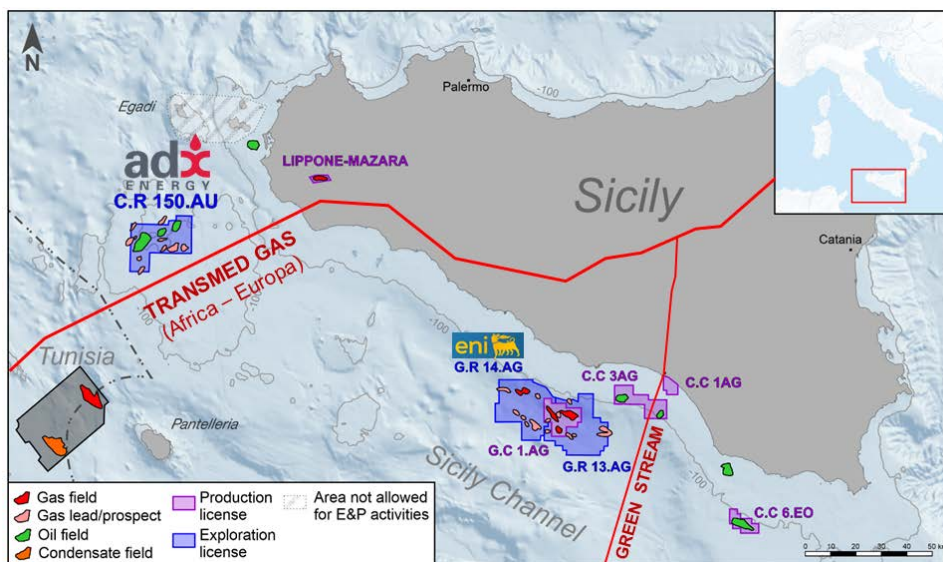 N
Palermo
-100
Egadi
adx
ENERGY
C.R 150.AU
LIPPONE-MAZARA
Sicily
Catania
TRANSMED GAS
(Africa – Europa)
-100
-100
eni
G.R 14.AG
Tunisia
C.C 3AG
C.C 1AG
Pantelleria
G.C 1.AG
G.R 13.AG
Sicily Channel
GREEN STREAM
-100
C.C 6.EO
Gas field
Gas lead/prospect
Oil field
Condensate field
Production
license
Exploration
license
Area not allowed
for E&P activities
0 10 20 30 40 50 km